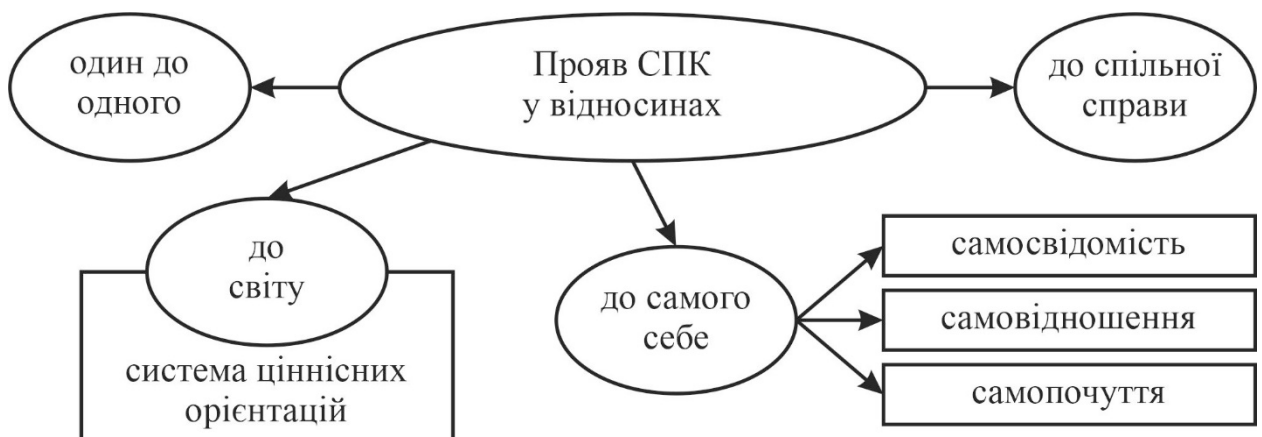 один до
одного
Прояв СПК
у відносинах
до спільної
справи
до
світу
система ціннісних
орієнтацій
до самого
себе
самосвідомість
самовідношення
самопочуття